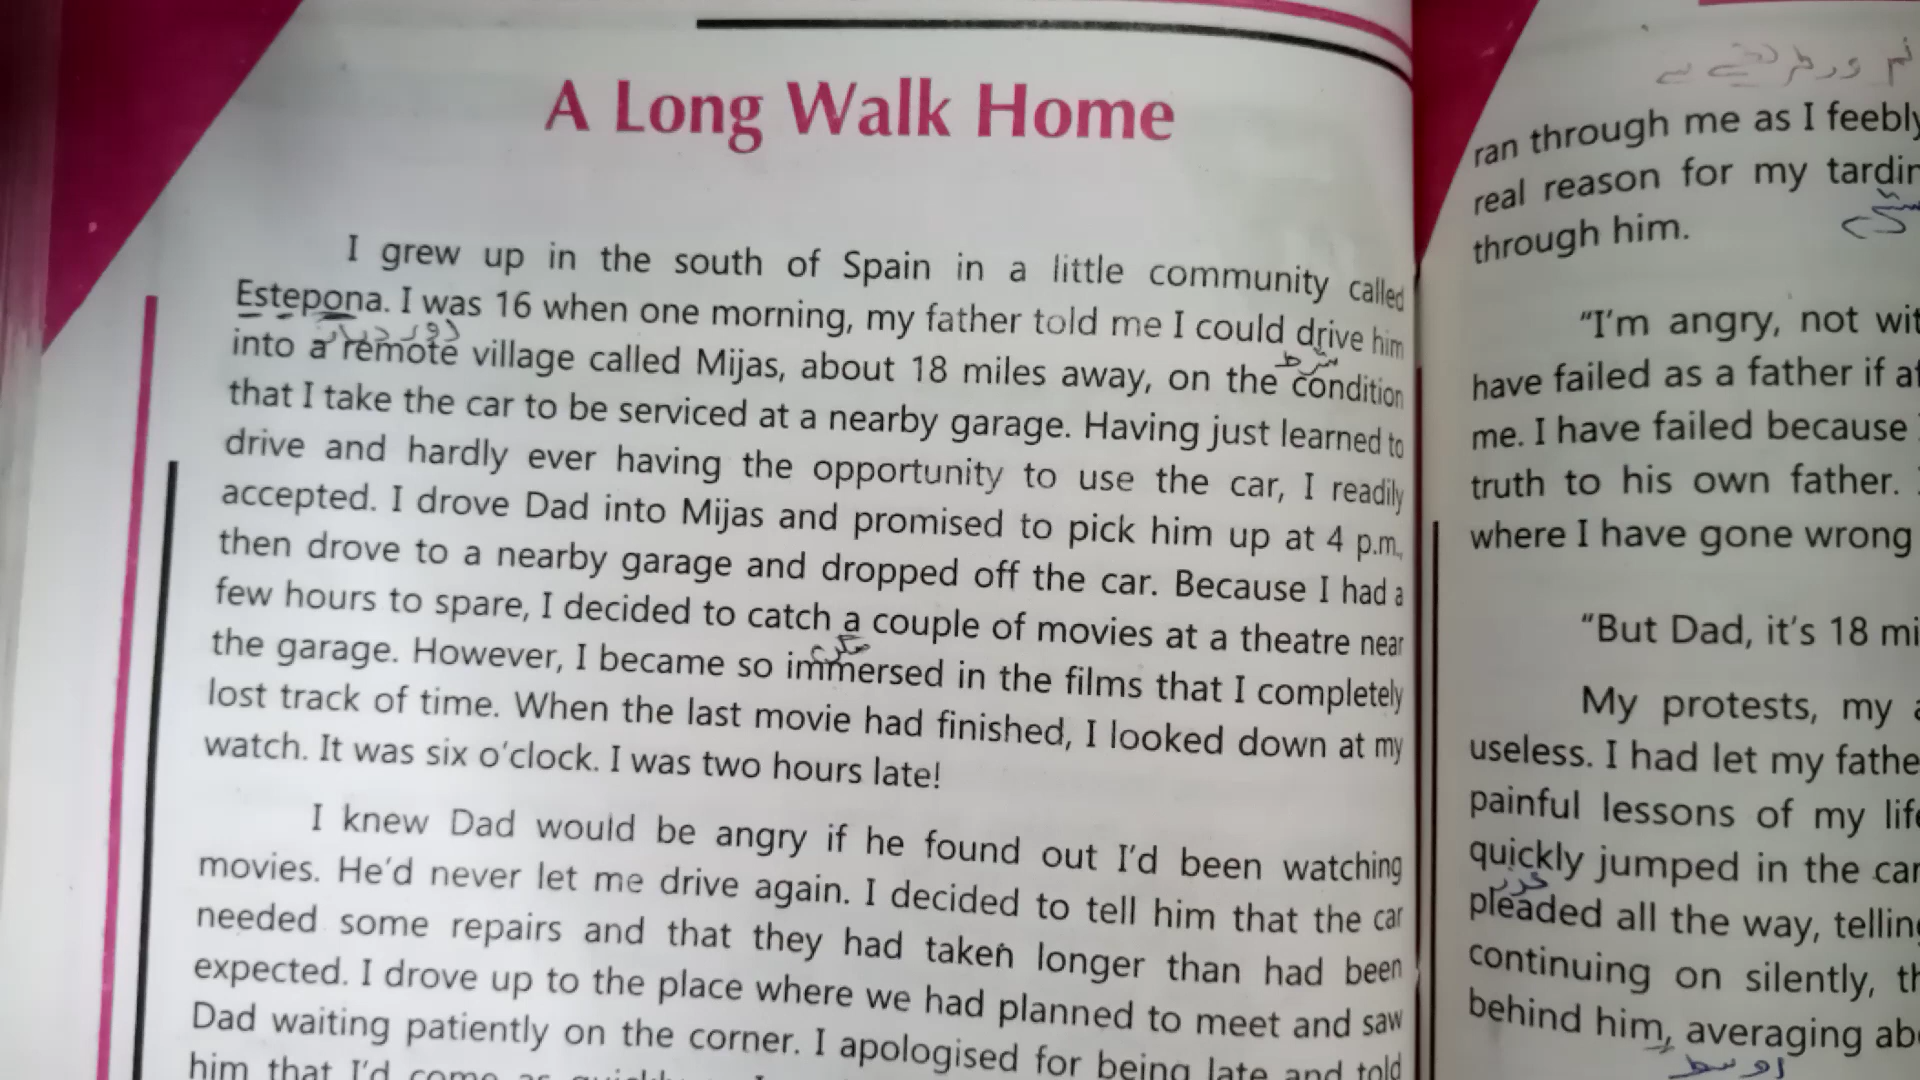 A Long Walk Home
I grew up in the south of Spain in a little community called
Estepona. I was 16 when one morning, my father told me I could drive him
دور دراز
into a remote village called Mijas, about 18 miles away, on the condition
شرط
that I take the car to be serviced at a nearby garage. Having just learned to
drive and hardly ever having the opportunity to use the car, I readily
accepted. I drove Dad into Mijas and promised to pick him up at 4 p.m.,
then drove to a nearby garage and dropped off the car. Because I had a
few hours to spare, I decided to catch a couple of movies at a theatre near
the garage. However, I became so immersed in the films that I completely
lost track of time. When the last movie had finished, I looked down at my
watch. It was six o'clock. I was two hours late!
I knew Dad would be angry if he found out I'd been watching
movies. He'd never let me drive again. I decided to tell him that the car
needed some repairs and that they had taken longer than had been
expected. I drove up to the place where we had planned to meet and saw
Dad waiting patiently on the corner. I apologised for being late and told
him that I'd come as
ran through me as I feebly
real reason for my tardin
through him.
"I'm angry, not wit
have failed as a father if af
me. I have failed because
truth to his own father.
where I have gone wrong
"But Dad, it's 18 mi
My protests, my a
useless. I had let my fathe
painful lessons of my life
quickly jumped in the car
pleaded all the way, telling
continuing on silently, th
behind him, averaging abo
اوسط